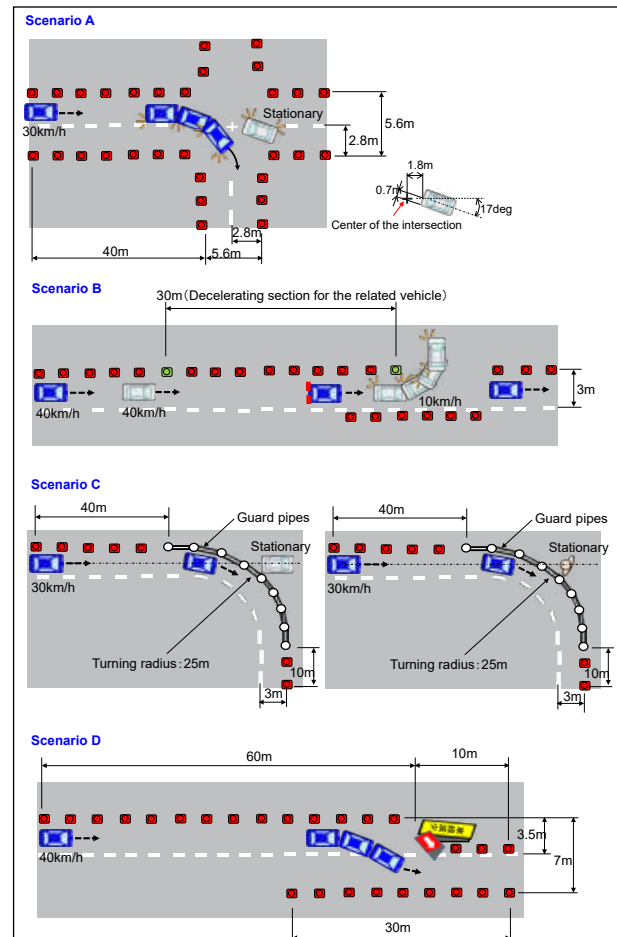 Scenario A
30km/h
Stationary
5.6m
2.8m
1.8m
0.7m
17deg
Center of the intersection
2.8m
40m
5.6m
Scenario B
30m(Decelerating section for the related vehicle)
40km/h
40km/h
10km/h
3m
Scenario C
40m
Guard pipes
Stationary
30km/h
Turning radius:25m
10m
3m
40m
Guard pipes
Stationary
30km/h
Turning radius:25m
10m
3m
Scenario D
60m
10m
40km/h
3.5m
7m
30m